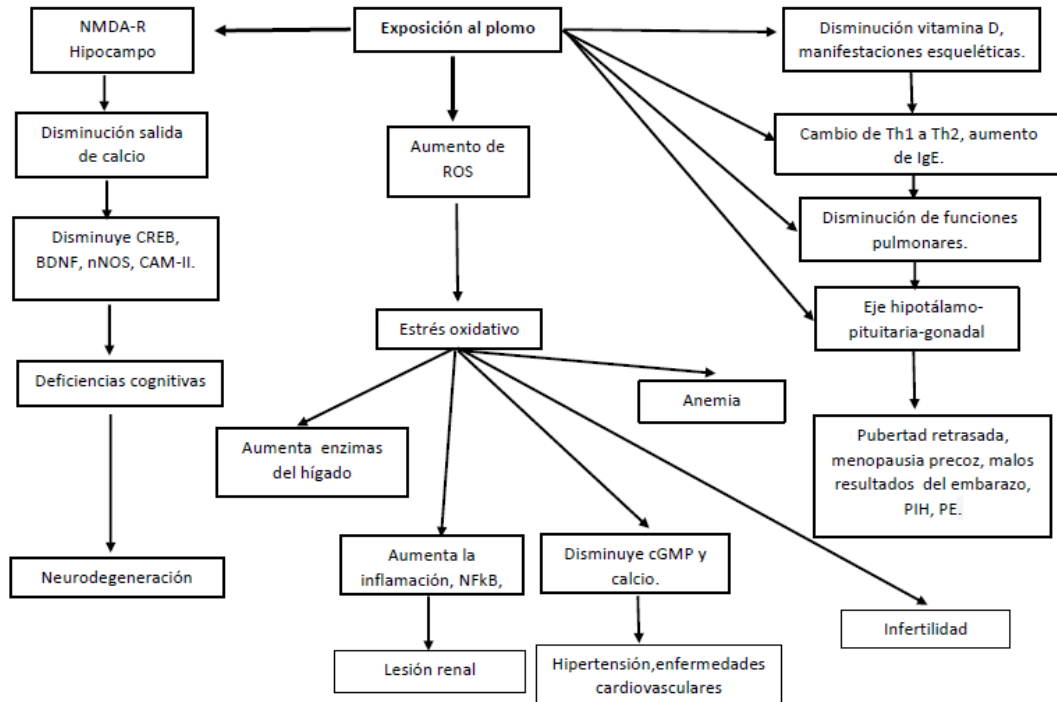 NMDA-R
Hipocampo
Exposición al plomo
Disminución vitamina D,
manifestaciones esqueléticas.
Disminución salida
de calcio
Aumento de
ROS
Cambio de Th1 a Th2, aumento
de IgE.
Disminuye CREB,
BDNF, nNOS, CAM-II.
Disminución de funciones
pulmonares.
Estrés oxidativo
Eje hipotálamo-
pituitaria-gonadal
Deficiencias cognitivas
Anemia
Aumenta enzimas
del hígado
Pubertad retrasada,
menopausia precoz, malos
resultados del embarazo,
PIH, PE.
Neurodegeneración
Aumenta la
inflamación, NFkB,
Disminuye cGMP y
calcio.
Infertilidad
Lesión renal
Hipertensión,enfermedades
cardiovasculares